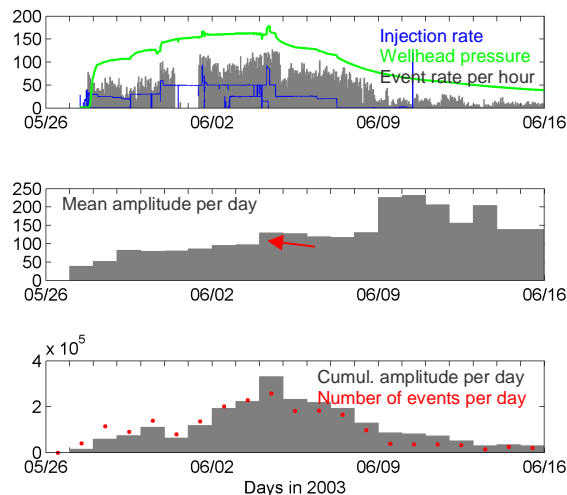 200
150
100
50
0
Injection rate
Wellhead pressure
Event rate per hour
05/26 06/02 06/09 06/16
250
200
150
100
50
0
Mean amplitude per day
05/26 06/02 06/09 06/16
x 10^5
4
2
0
Cumul. amplitude per day
Number of events per day
05/26 06/02 06/09 06/16
Days in 2003